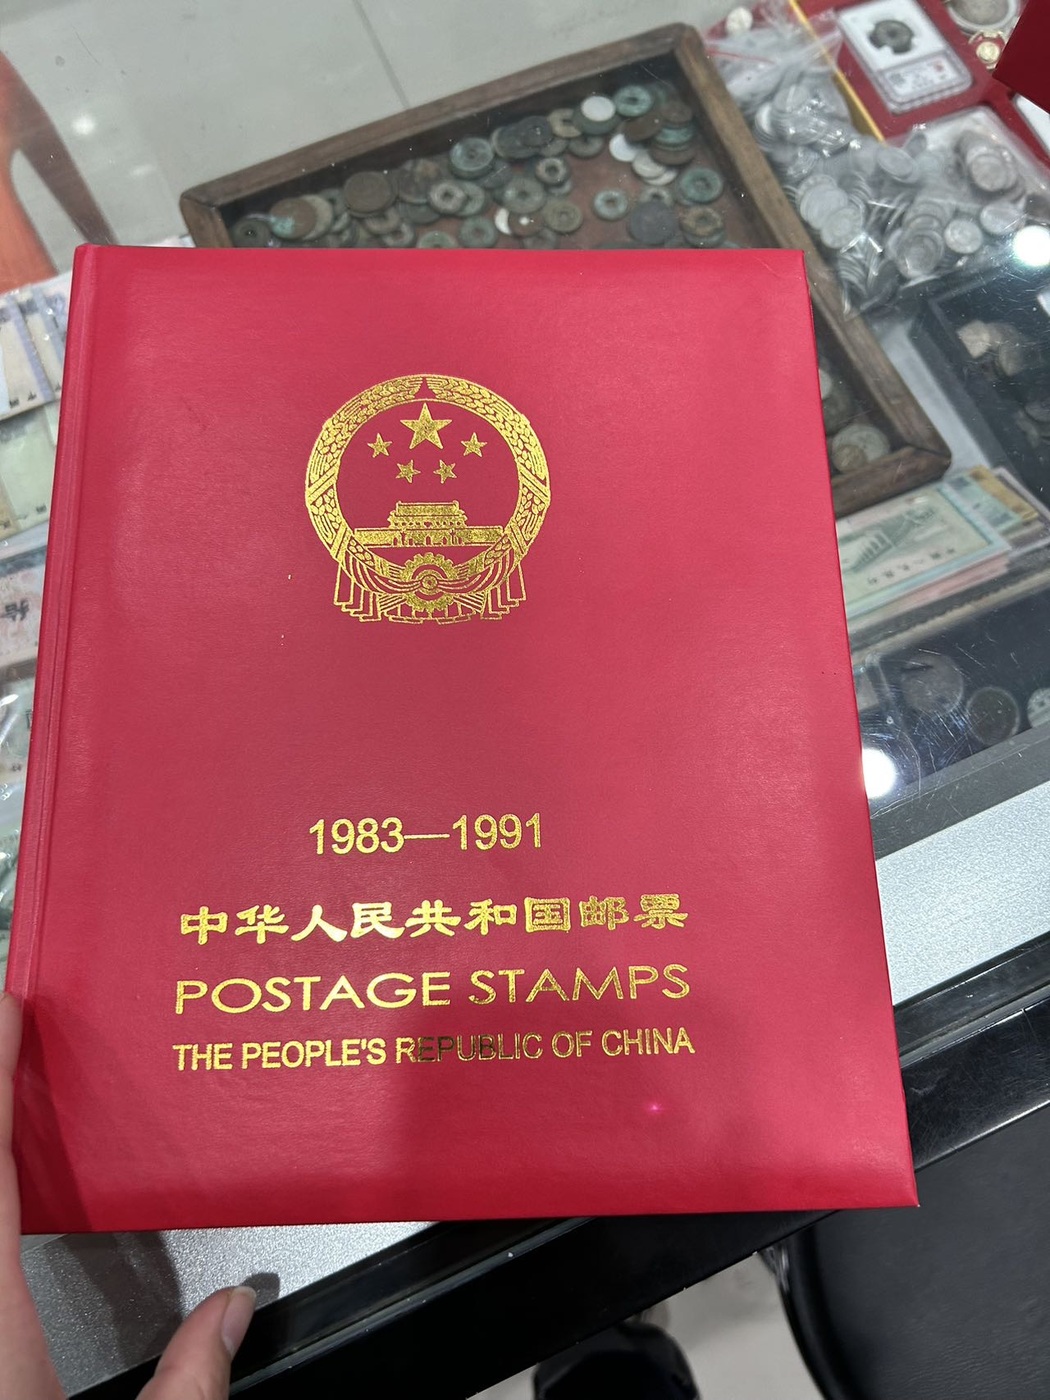 1983—1991
中华人民共和国邮票
POSTAGE STAMPS
THE PEOPLE'S REPUBLIC OF CHINA